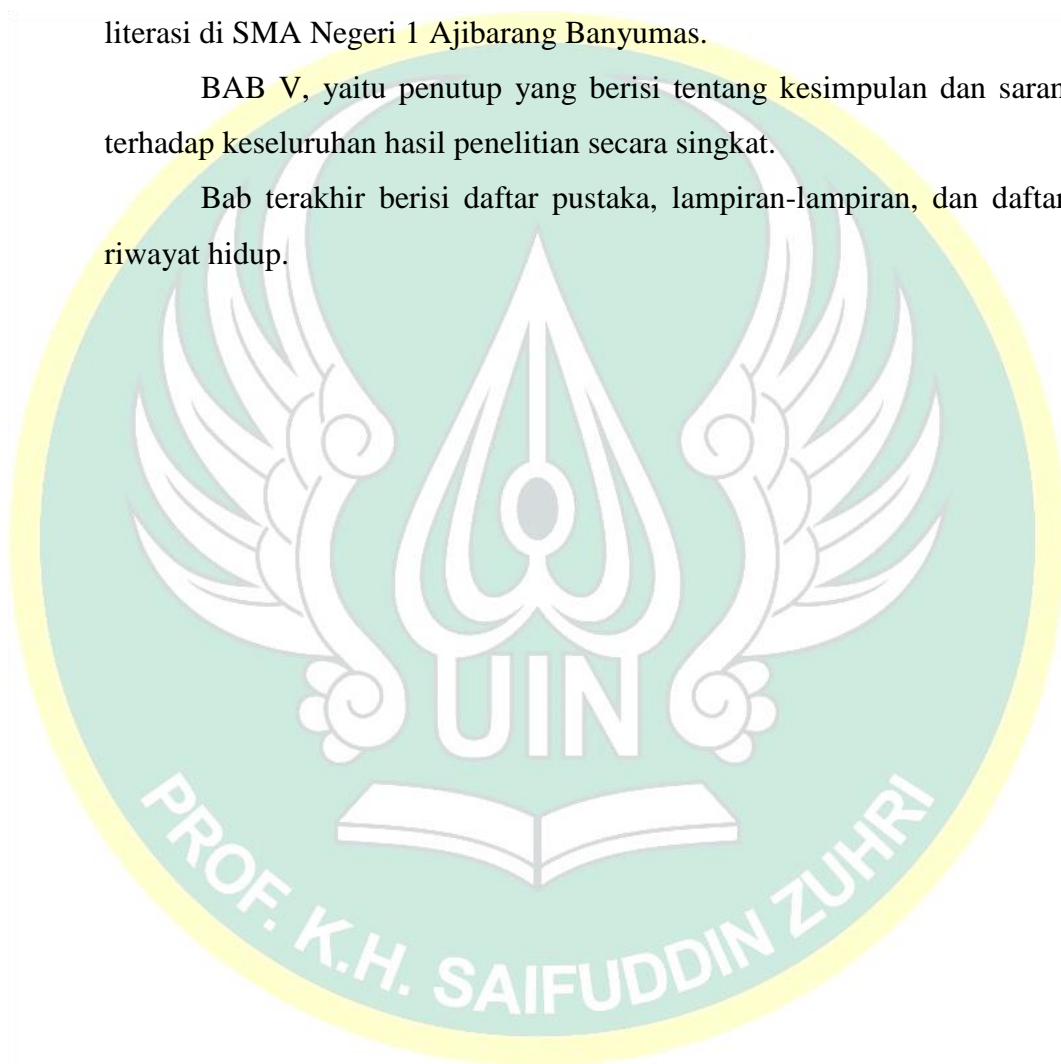 literasi di SMA Negeri 1 Ajibarang Banyumas.
BAB V, yaitu penutup yang berisi tentang kesimpulan dan saran
terhadap keseluruhan hasil penelitian secara singkat.
Bab terakhir berisi daftar pustaka, lampiran-lampiran, dan daftar
riwayat hidup.
UIN
PROF. K.H. SAIFUDDIN ZUHRI